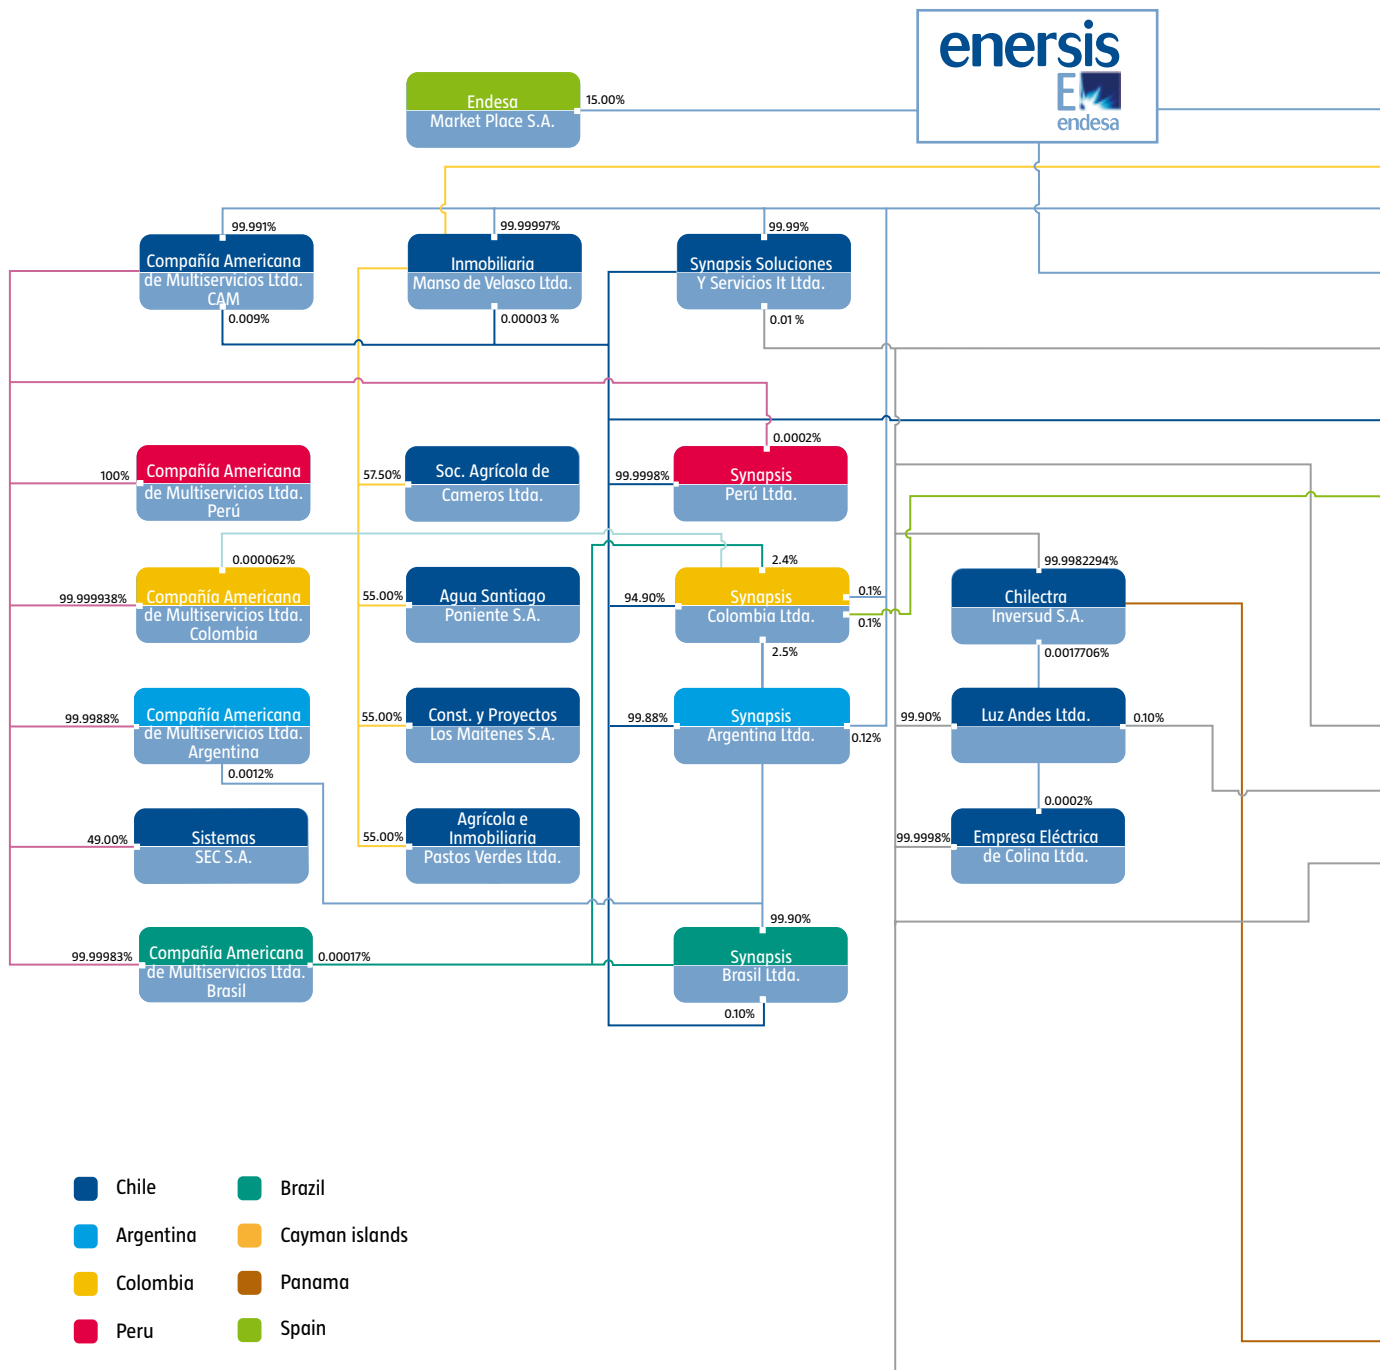 enersis
E
endesa
Endesa
Market Place S.A.
15.00%
99.991%
Compañía Americana
de Multiservicios Ltda.
CAM
0.009%
99.99997%
Inmobiliaria
Manso de Velasco Ltda.
0.00003 %
99.99%
Synapsis Soluciones
Y Servicios It Ltda.
0.01 %
100%
Compañía Americana
de Multiservicios Ltda.
Perú
57.50%
Soc. Agrícola de
Cameros Ltda.
0.0002%
99.9998%
Synapsis
Perú Ltda.
0.000062%
99.999938%
Compañía Americana
de Multiservicios Ltda.
Colombia
55.00%
Agua Santiago
Poniente S.A.
2.4%
94.90%
Synapsis
Colombia Ltda.
0.1%
0.1%
2.5%
99.9982294%
Chilectra
Inversud S.A.
0.0017706%
99.9988%
Compañía Americana
de Multiservicios Ltda.
Argentina
0.0012%
55.00%
Const. y Proyectos
Los Maitenes S.A.
99.88%
Synapsis
Argentina Ltda.
0.12%
99.90%
Luz Andes Ltda.
0.10%
49.00%
Sistemas
SEC S.A.
55.00%
Agrícola e
Inmobiliaria
Pastos Verdes Ltda.
0.0002%
99.9998%
Empresa Eléctrica
de Colina Ltda.
99.99983%
Compañía Americana
de Multiservicios Ltda.
Brasil
0.00017%
99.90%
Synapsis
Brasil Ltda.
0.10%
Chile
Brazil
Argentina
Cayman islands
Colombia
Panama
Peru
Spain